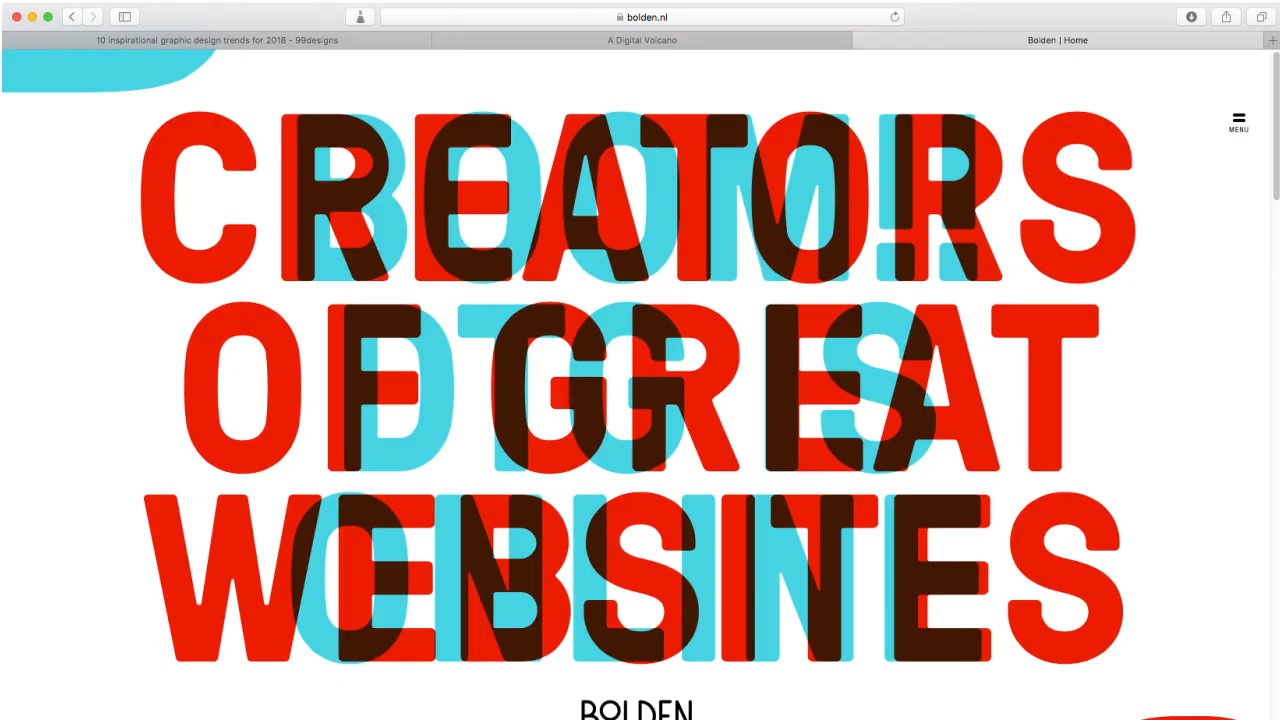 bolden.nl
10 inspirational graphic design trends for 2018 - 99designs
A Digital Volcano
Bolden | Home
MENU
CREATORS
OF GREAT
WEBSITES
BOLDEN